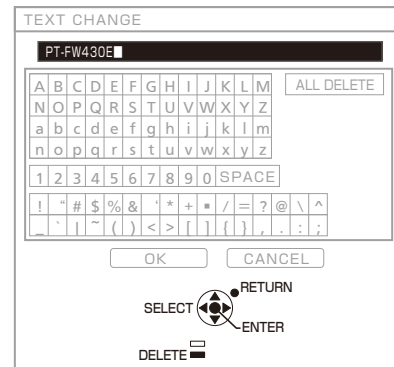 TEXT CHANGE
PT-FW430E
A B C D E F G H I J K L M ALL DELETE
N O P Q R S T U V W X Y Z
a b c d e f g h i j k l m
n o p q r s t u v w x y z
1 2 3 4 5 6 7 8 9 0 SPACE
! “ # $ % & ‘ * + ▪ / = ? @ \ ^
_ ` | ~ ( ) < > [ ] { } , . : ;
OK CANCEL
RETURN
SELECT
ENTER
DELETE